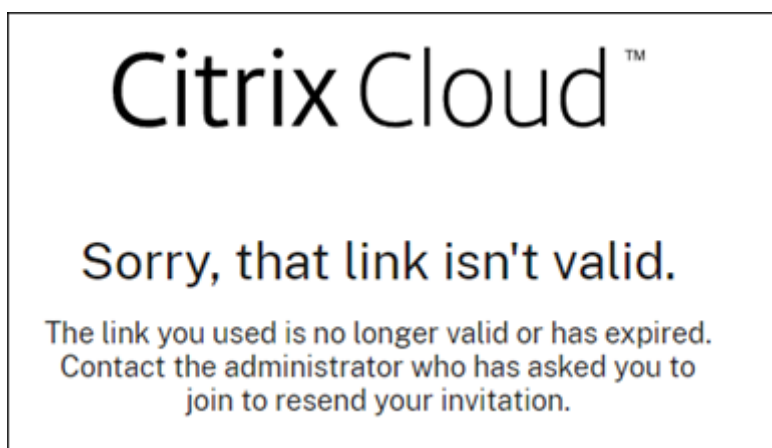 Citrix Cloud™
Sorry, that link isn't valid.
The link you used is no longer valid or has expired.
Contact the administrator who has asked you to
join to resend your invitation.